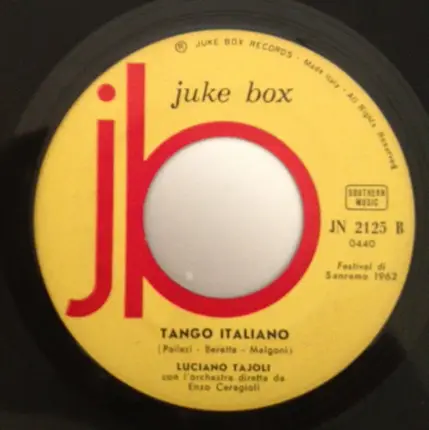 ® JUKE BOX RECORDS - Made Italy - All Rights Reserved
juke box
jb
SOUTHERN
MUSIC
JN 2125 B
0440
Festival di
Sanremo 1962
TANGO ITALIANO
(Pallesi - Beretta - Malgoni)
LUCIANO TAJOLI
con l'orchestra diretta da
Enzo Ceragioli